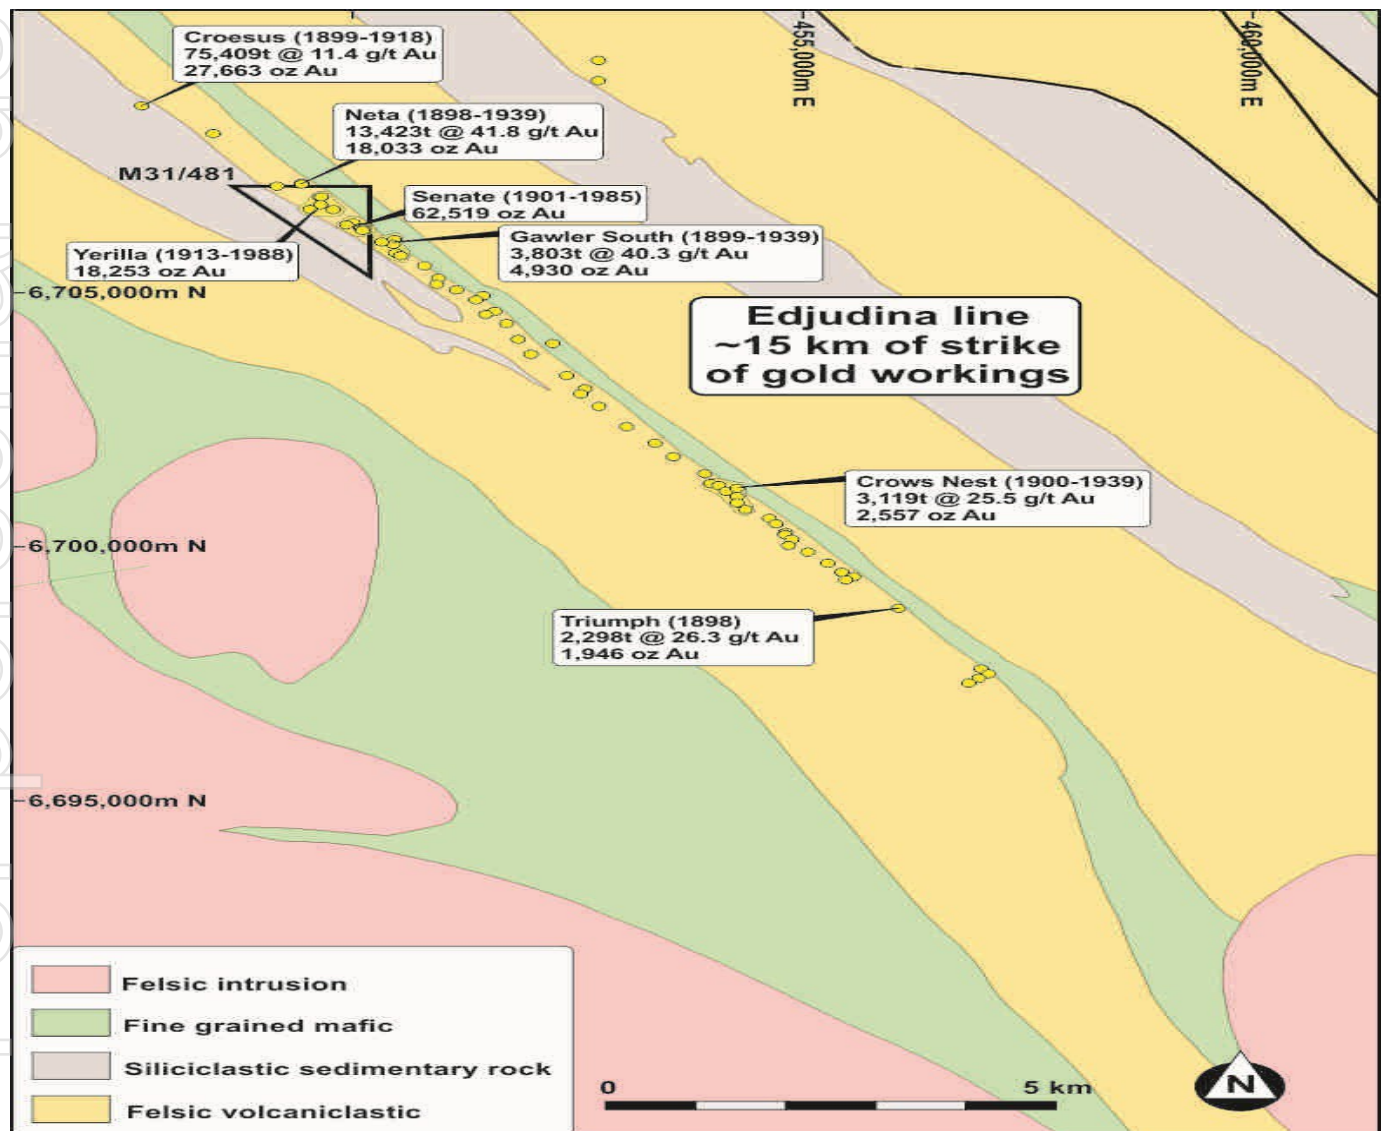 Croesus (1899-1918)
75,409t @ 11.4 g/t Au
27,663 oz Au
455,000m E
460,000m E
Neta (1898-1939)
13,423t @ 41.8 g/t Au
18,033 oz Au
M31/481
Senate (1901-1985)
62,519 oz Au
Gawler South (1899-1939)
3,803t @ 40.3 g/t Au
4,930 oz Au
Yerilla (1913-1988)
18,253 oz Au
6,705,000m N
Edjudina line
~15 km of strike
of gold workings
Crows Nest (1900-1939)
3,119t @ 25.5 g/t Au
2,557 oz Au
6,700,000m N
Triumph (1898)
2,298t @ 26.3 g/t Au
1,946 oz Au
6,695,000m N
Felsic intrusion
Fine grained mafic
Siliciclastic sedimentary rock
Felsic volcaniclastic
0 5 km
N